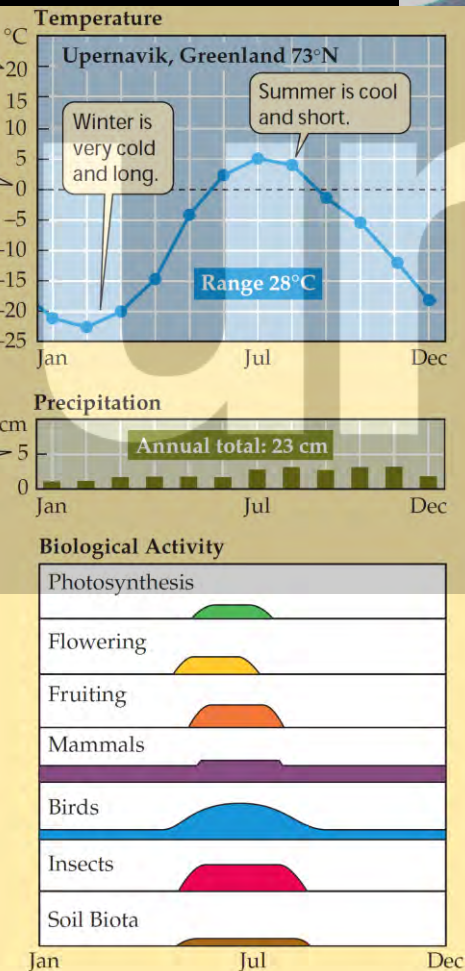 Temperature
°C
Upernavik, Greenland 73°N
20
15
10
5
0
–5
-10
-15
-20
-25
Winter is
very cold
and long.
Summer is cool
and short.
Range 28°C
Jan
Jul
Dec
Precipitation
cm
5
0
Annual total: 23 cm
Jan
Jul
Dec
Biological Activity
Photosynthesis
Flowering
Fruiting
Mammals
Birds
Insects
Soil Biota
Jan
Jul
Dec